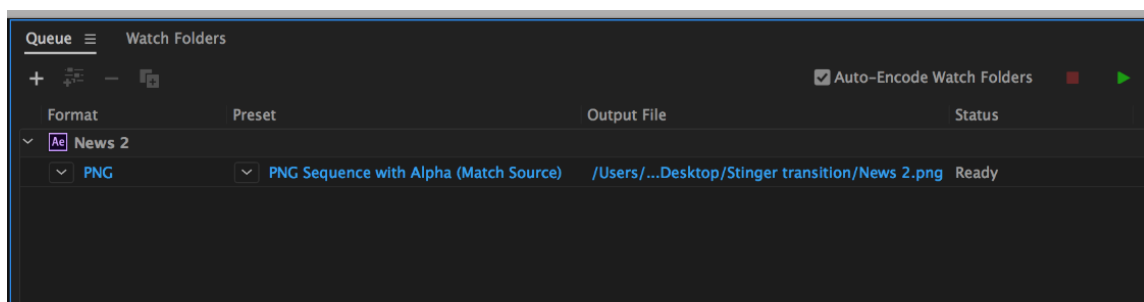 Queue Watch Folders
Auto-Encode Watch Folders
Format Preset Output File Status
Ae News 2
PNG PNG Sequence with Alpha (Match Source) /Users/...Desktop/Stinger transition/News 2.png Ready